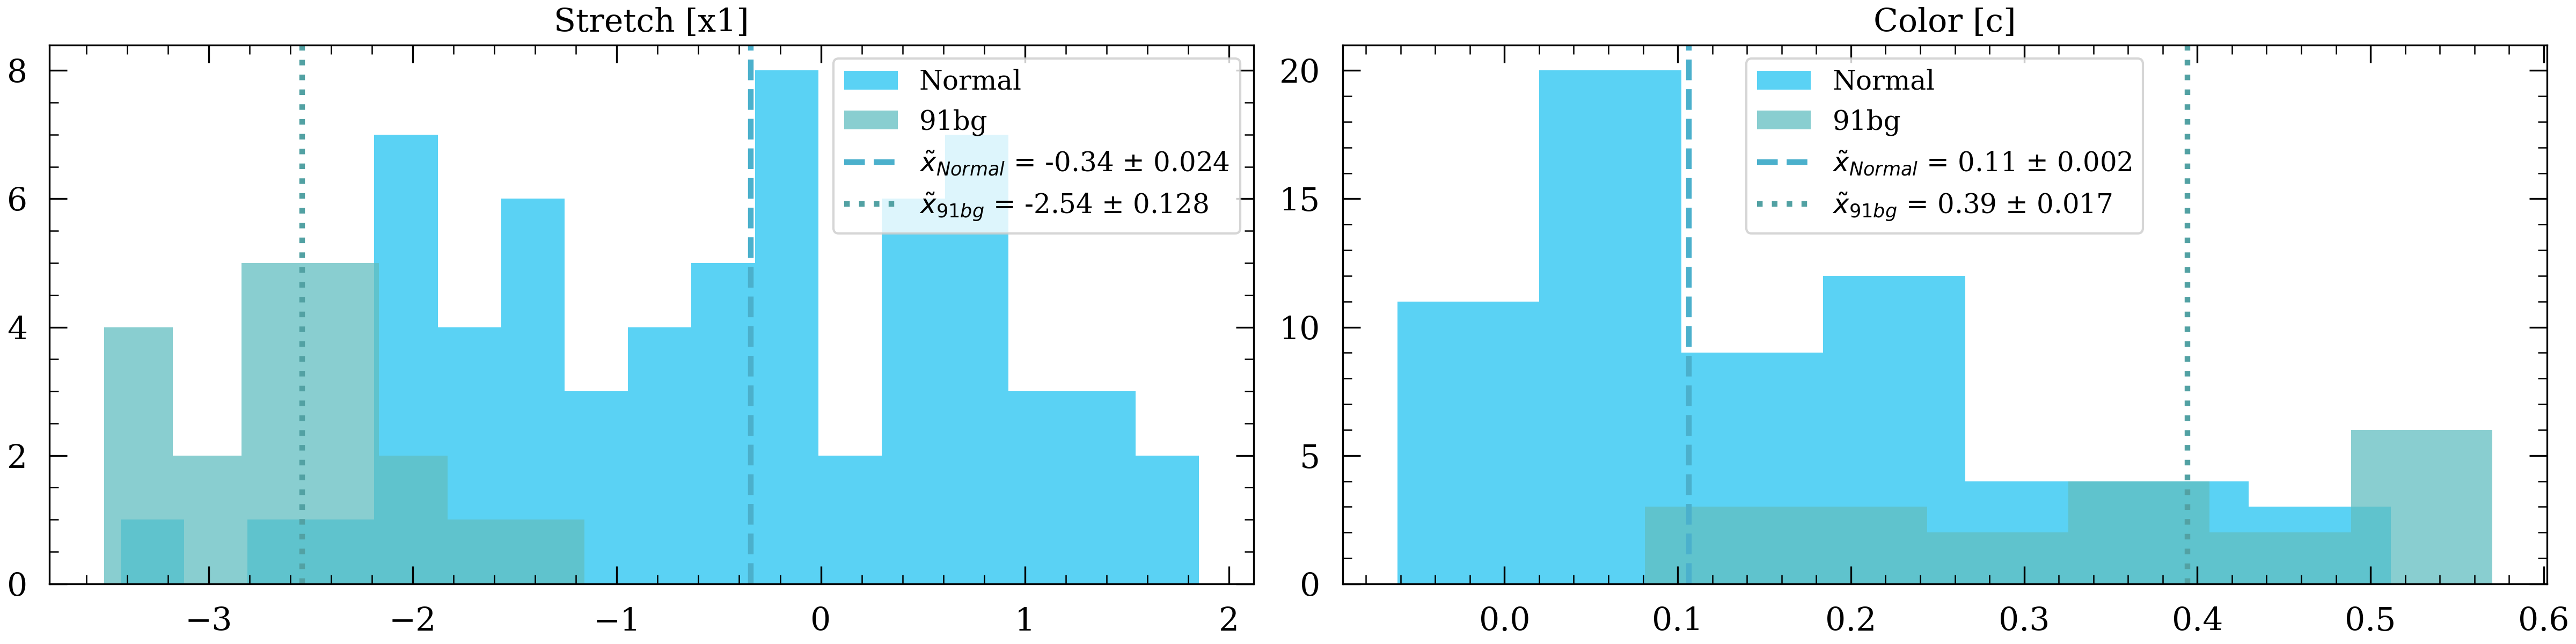 Stretch [x1]
8
6
4
2
0
−3 −2 −1 0 1 2
Normal
91bg
x̃Normal = -0.34 ± 0.024
x̃91bg = -2.54 ± 0.128
Color [c]
20
15
10
5
0
0.0 0.1 0.2 0.3 0.4 0.5 0.6
Normal
91bg
x̃Normal = 0.11 ± 0.002
x̃91bg = 0.39 ± 0.017